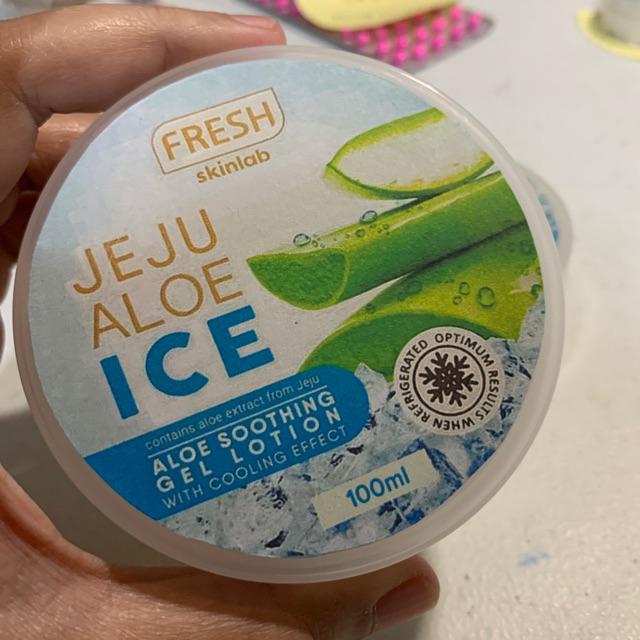 FRESH
skinlab
JEJU
ALOE
ICE
contains aloe extract from Jeju
ALOE SOOTHING
GEL LOTION
WITH COOLING EFFECT
OPTIMUM RESULTS WHEN REFRIGERATED
100ml